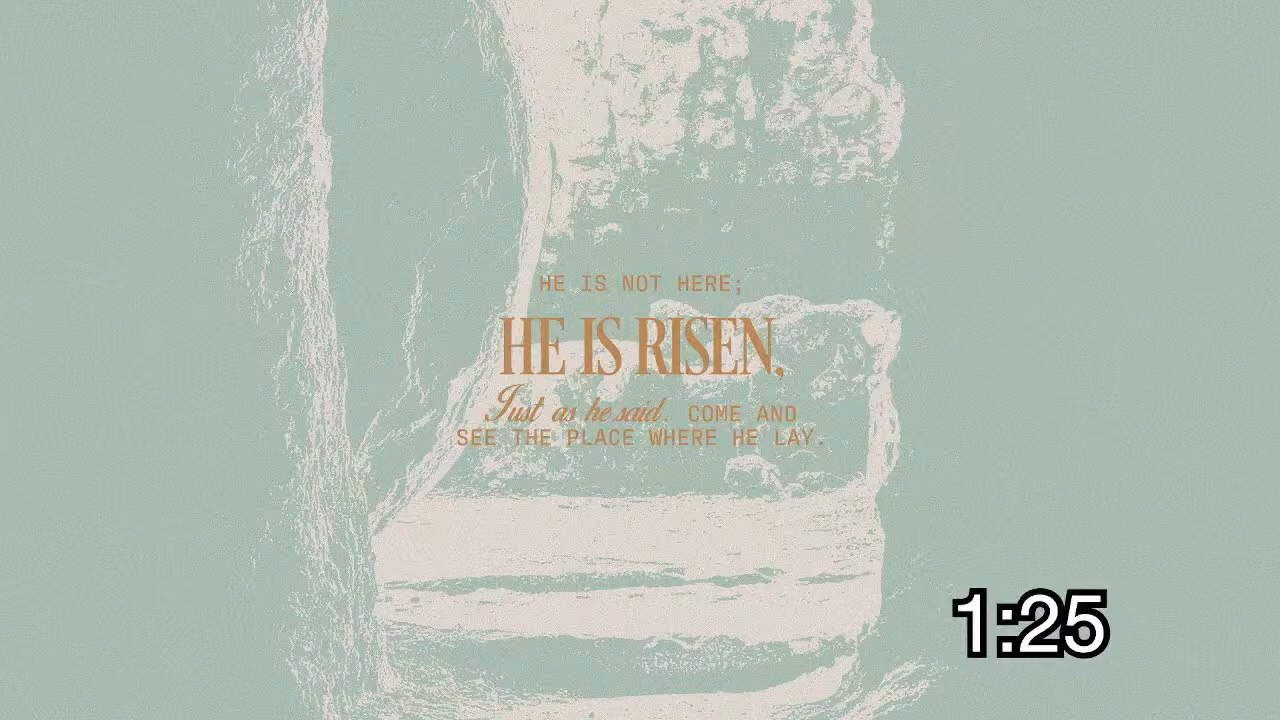 HE IS NOT HERE;
HE IS RISEN,
Just as he said. COME AND
SEE THE PLACE WHERE HE LAY.
1:25